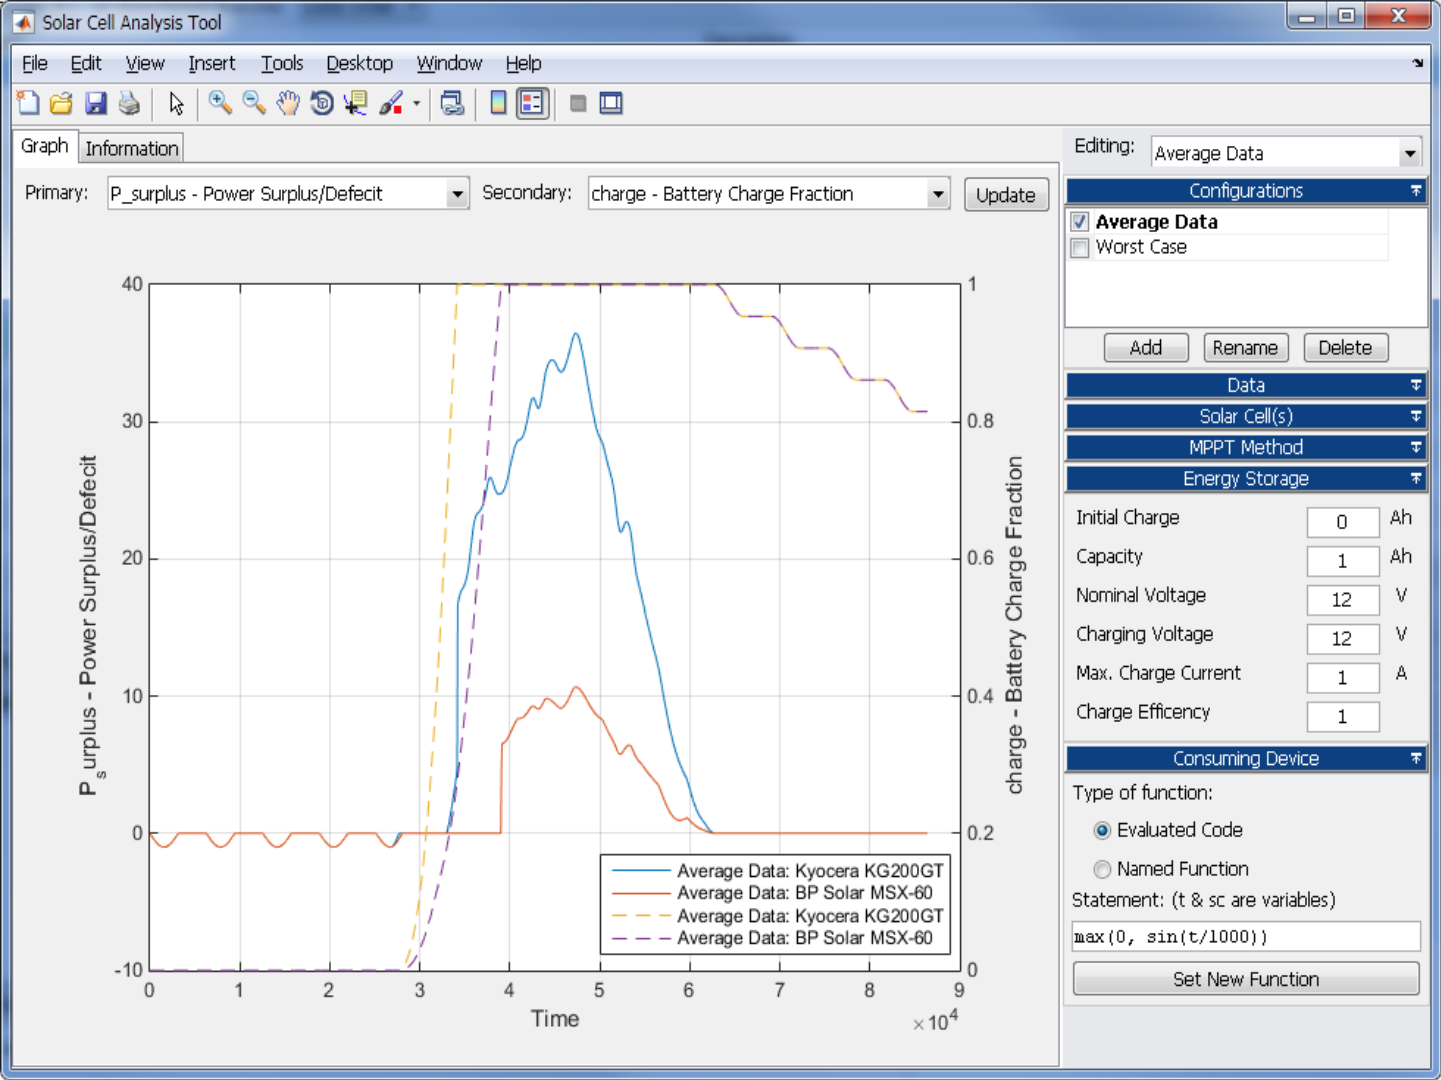 Solar Cell Analysis Tool
File Edit View Insert Tools Desktop Window Help
Graph Information
Primary: P_surplus - Power Surplus/Defecit Secondary: charge - Battery Charge Fraction Update
40
30
20
10
0
-10
P_s urplus - Power Surplus/Defecit
1
0.8
0.6
0.4
0.2
0
charge - Battery Charge Fraction
Average Data: Kyocera KG200GT
Average Data: BP Solar MSX-60
Average Data: Kyocera KG200GT
Average Data: BP Solar MSX-60
0 1 2 3 4 5 6 7 8 9
Time
×10^4
Editing: Average Data
Configurations
Average Data
Worst Case
Add Rename Delete
Data
Solar Cell(s)
MPPT Method
Energy Storage
Initial Charge 0 Ah
Capacity 1 Ah
Nominal Voltage 12 V
Charging Voltage 12 V
Max. Charge Current 1 A
Charge Efficency 1
Consuming Device
Type of function:
Evaluated Code
Named Function
Statement: (t & sc are variables)
max(0, sin(t/1000))
Set New Function